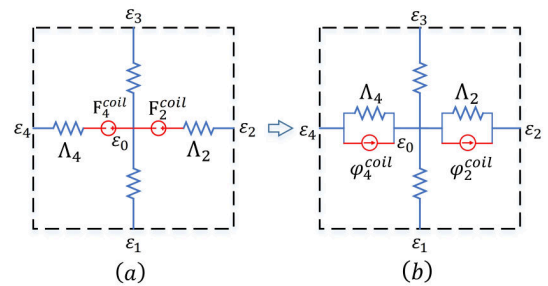 ε₃
F₄ᶜᵒⁱˡ F₂ᶜᵒⁱˡ
ε₄ ε₀ ε₂
Λ₄ Λ₂
ε₁
(a)
ε₃
Λ₄ Λ₂
ε₄ ε₀ ε₂
φ₄ᶜᵒⁱˡ φ₂ᶜᵒⁱˡ
ε₁
(b)